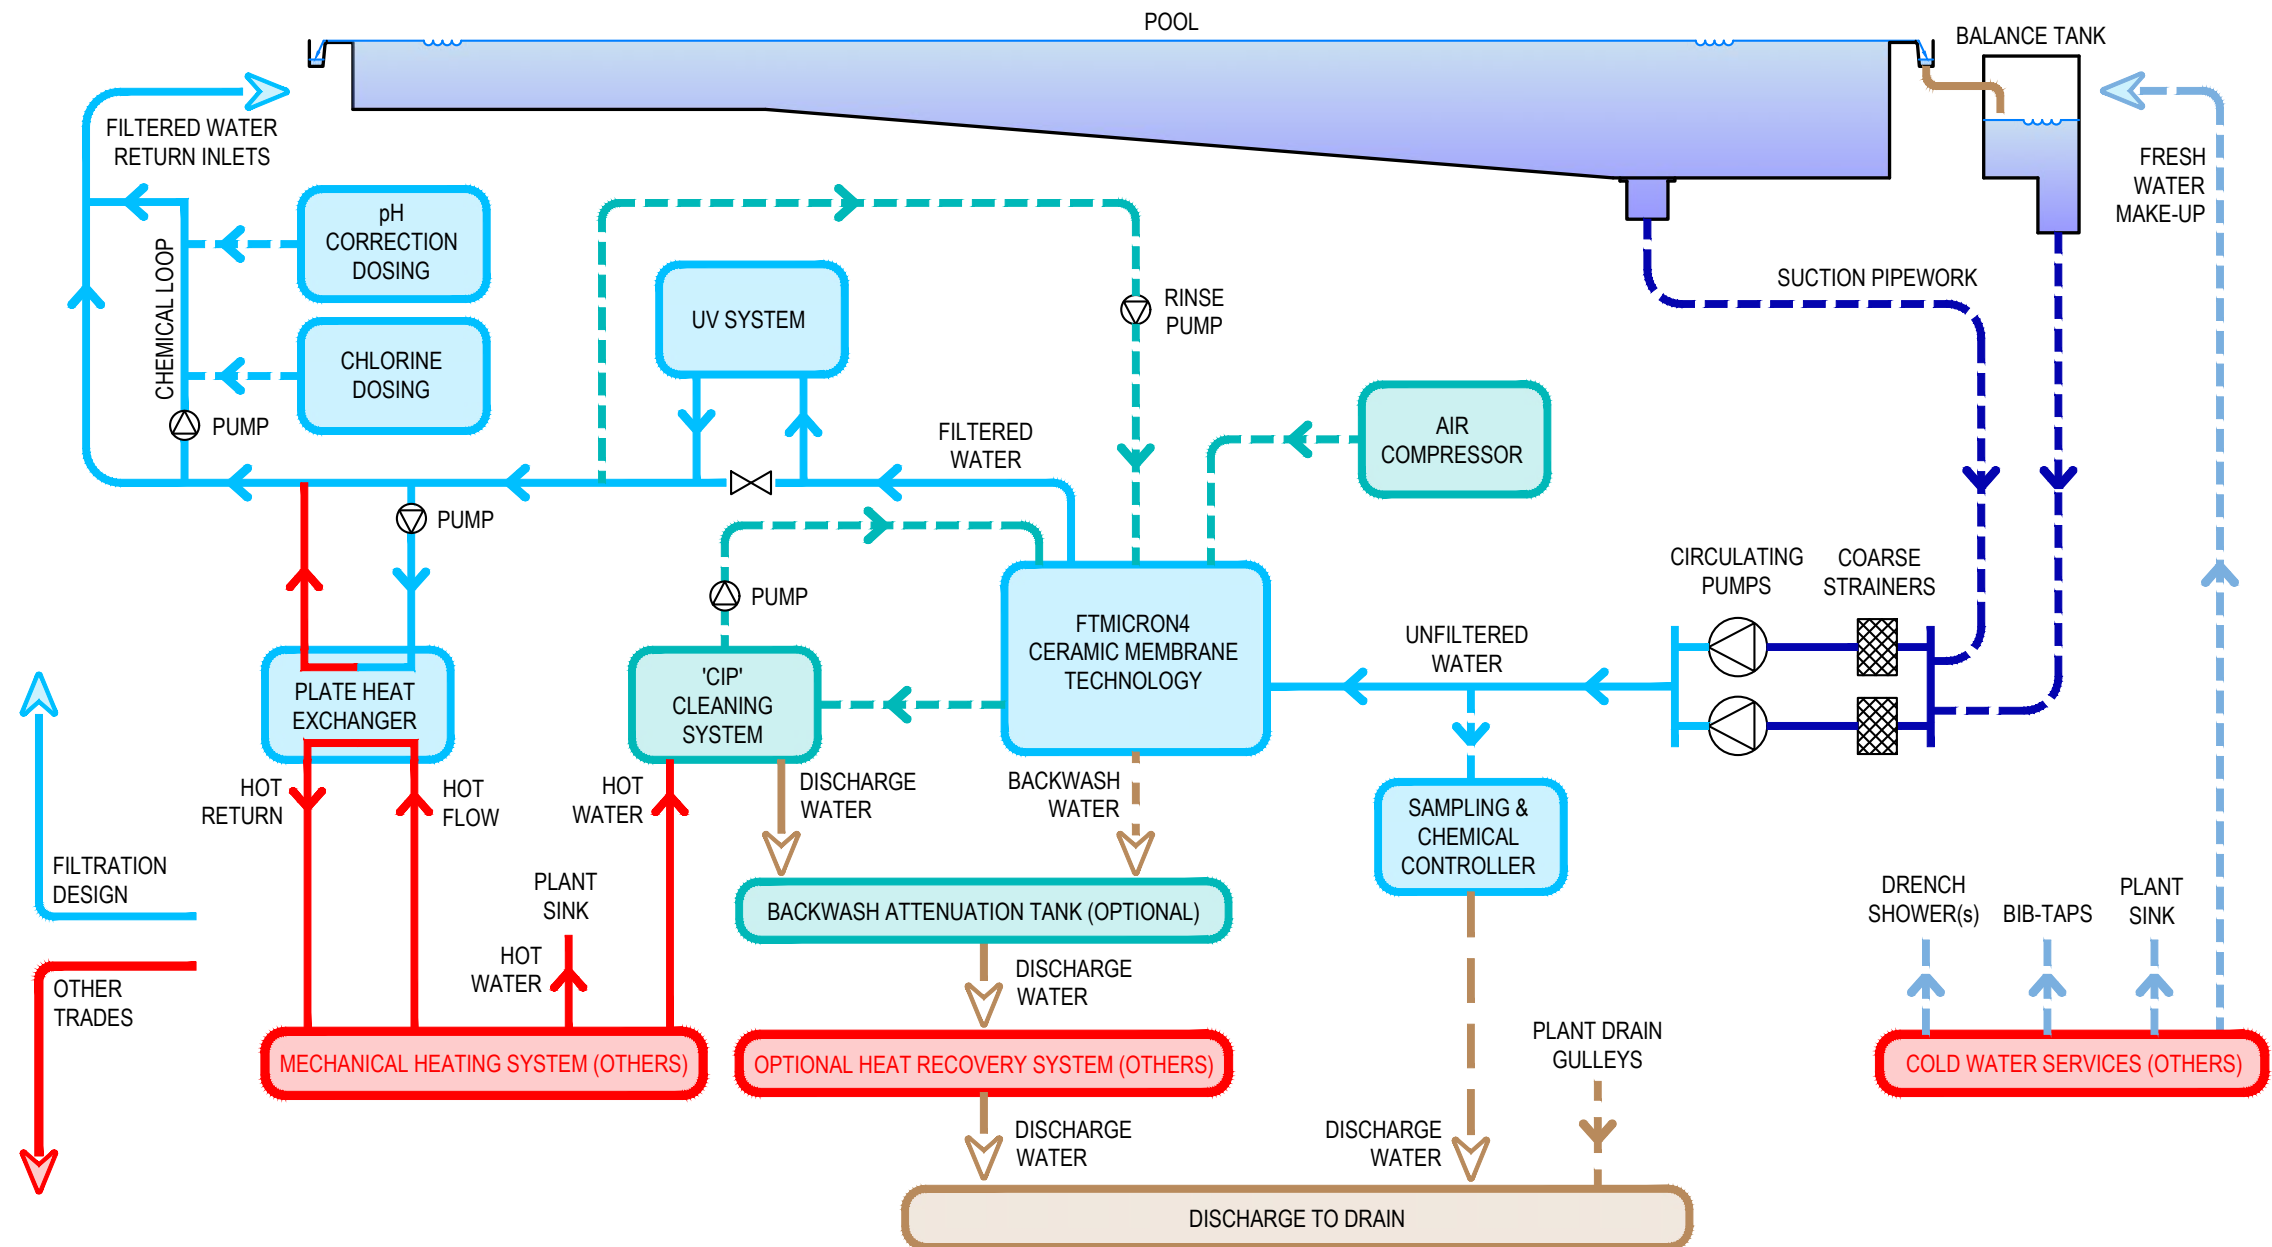 POOL
BALANCE TANK
FILTERED WATER
RETURN INLETS
FRESH
WATER
MAKE-UP
pH
CORRECTION
DOSING
CHEMICAL LOOP
CHLORINE
DOSING
PUMP
UV SYSTEM
RINSE
PUMP
SUCTION PIPEWORK
FILTERED
WATER
AIR
COMPRESSOR
PUMP
PUMP
CIRCULATING
PUMPS
COARSE
STRAINERS
FTMICRON4
CERAMIC MEMBRANE
TECHNOLOGY
UNFILTERED
WATER
PLATE HEAT
EXCHANGER
'CIP'
CLEANING
SYSTEM
HOT
RETURN
HOT
FLOW
HOT
WATER
DISCHARGE
WATER
BACKWASH
WATER
SAMPLING &
CHEMICAL
CONTROLLER
FILTRATION
DESIGN
PLANT
SINK
HOT
WATER
BACKWASH ATTENUATION TANK (OPTIONAL)
DRENCH
SHOWER(s)
BIB-TAPS
PLANT
SINK
OTHER
TRADES
DISCHARGE
WATER
MECHANICAL HEATING SYSTEM (OTHERS)
OPTIONAL HEAT RECOVERY SYSTEM (OTHERS)
PLANT DRAIN
GULLEYS
COLD WATER SERVICES (OTHERS)
DISCHARGE
WATER
DISCHARGE
WATER
DISCHARGE TO DRAIN